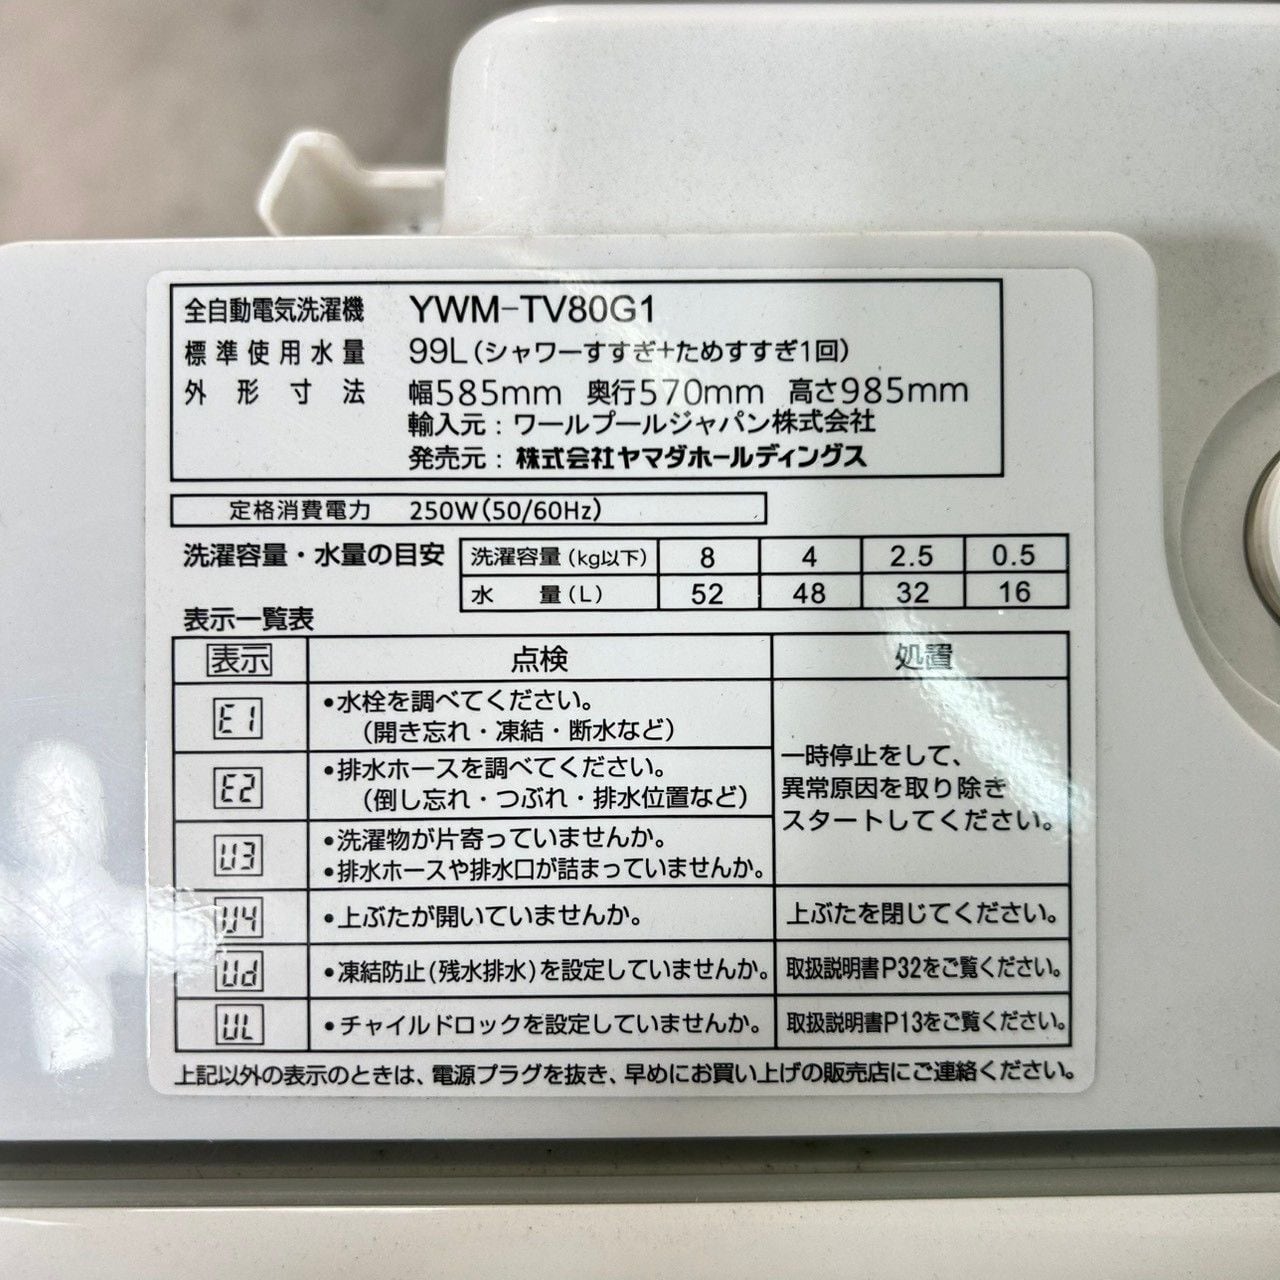 全自動電気洗濯機 YWM-TV80G1
標準使用水量 99L(シャワーすすぎ+ためすすぎ1回)
外形寸法 幅585mm 奥行570mm 高さ985mm
輸入元:ワールプールジャパン株式会社
発売元:株式会社ヤマダホールディングス
定格消費電力 250W(50/60Hz)
洗濯容量・水量の目安
洗濯容量(kg以下) 8 4 2.5 0.5
水量(L) 52 48 32 16
表示一覧表
表示 点検 処置
E1
•水栓を調べてください。
(開き忘れ・凍結・断水など)
E2
•排水ホースを調べてください。
(倒し忘れ・つぶれ・排水位置など)
U3
•洗濯物が片寄っていませんか。
•排水ホースや排水口が詰まっていませんか。
一時停止をして、
異常原因を取り除き
スタートしてください。
U4 •上ぶたが開いていませんか。 上ぶたを閉じてください。
Ud •凍結防止(残水排水)を設定していませんか。 取扱説明書P32をご覧ください。
UL •チャイルドロックを設定していませんか。 取扱説明書P13をご覧ください。
上記以外の表示のときは、電源プラグを抜き、早めにお買い上げの販売店にご連絡ください。